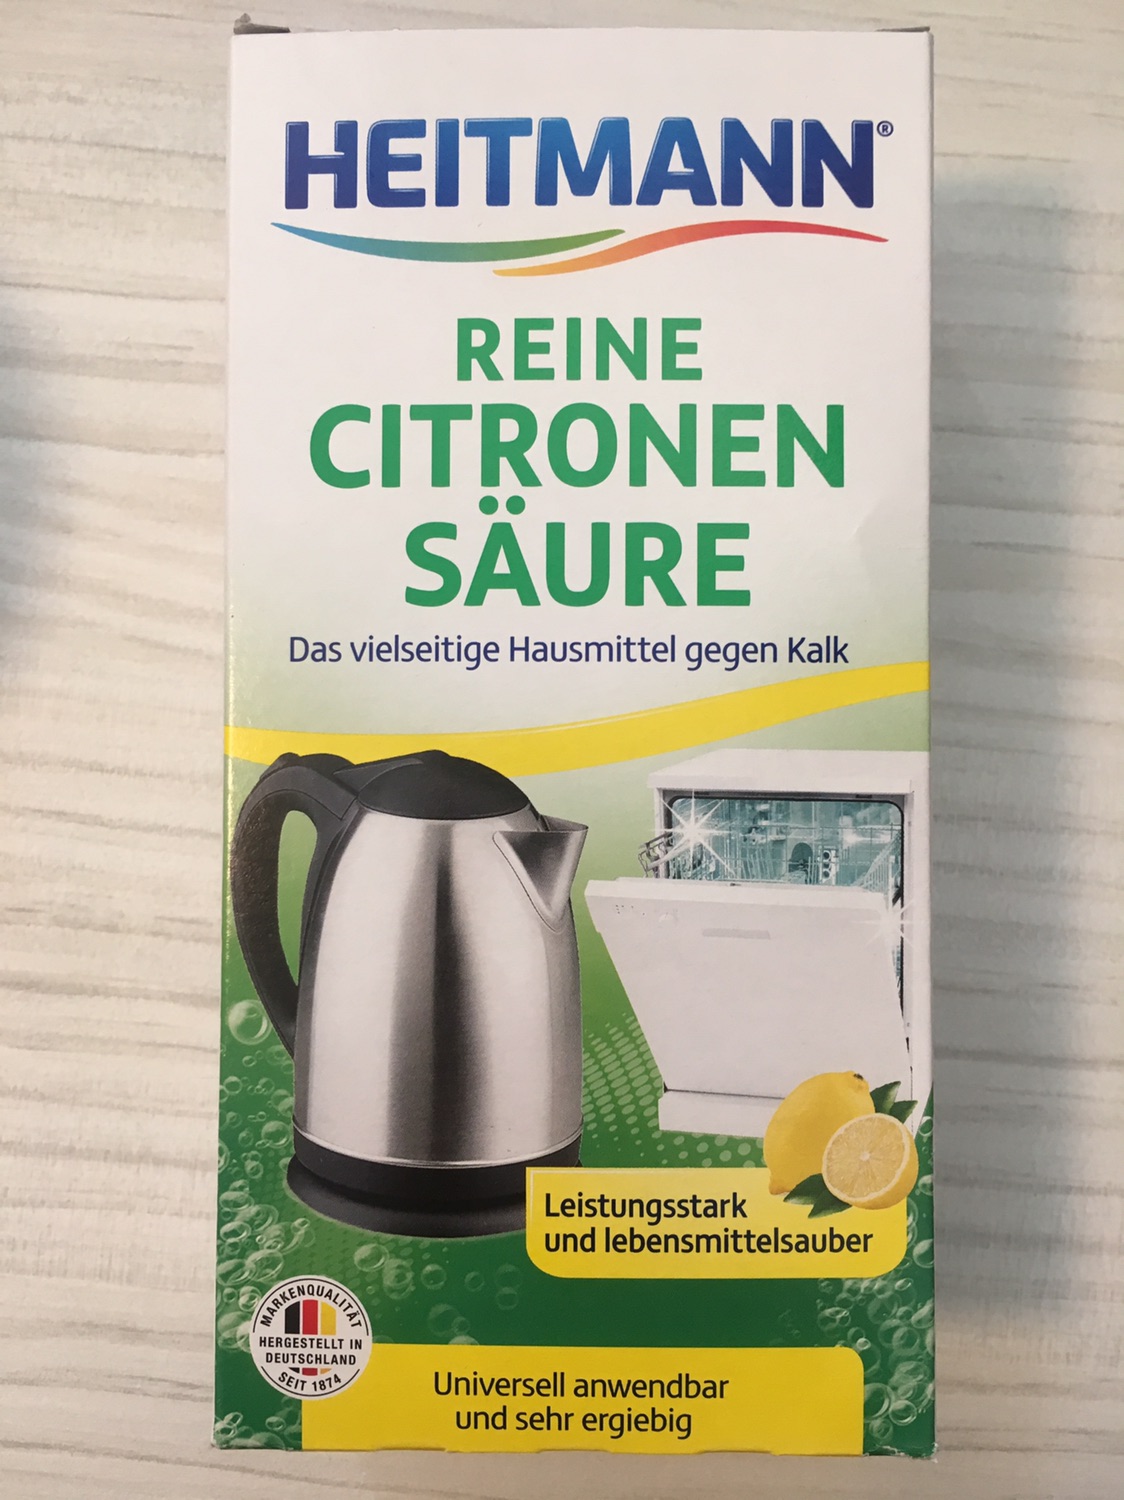 HEITMANN®
REINE
CITRONEN
SÄURE
Das vielseitige Hausmittel gegen Kalk
Leistungsstark
und lebensmittelsauber
MARKENQUALITÄT
HERGESTELLT IN
DEUTSCHLAND
SEIT 1874
Universell anwendbar
und sehr ergiebig